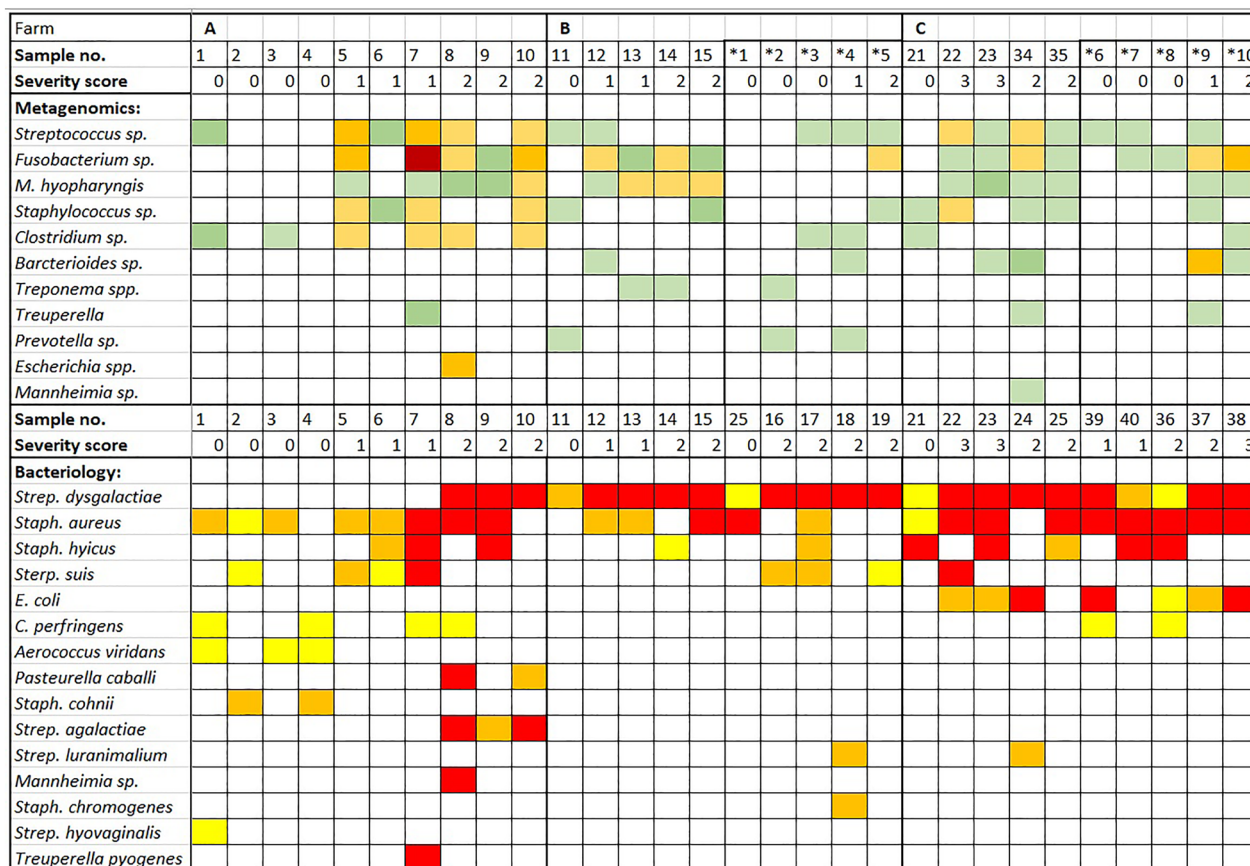 Farm A B C
Sample no. 1 2 3 4 5 6 7 8 9 10 11 12 13 14 15 *1 *2 *3 *4 *5 21 22 23 34 35 *6 *7 *8 *9 *10
Severity score 0 0 0 0 1 1 1 2 2 2 0 1 1 2 2 0 0 0 1 2 0 3 3 2 2 0 0 0 1 2
Metagenomics:
Streptococcus sp.
Fusobacterium sp.
M. hyopharyngis
Staphylococcus sp.
Clostridium sp.
Barcterioides sp.
Treponema spp.
Treuperella
Prevotella sp.
Escherichia spp.
Mannheimia sp.
Sample no. 1 2 3 4 5 6 7 8 9 10 11 12 13 14 15 25 16 17 18 19 21 22 23 24 25 39 40 36 37 38
Severity score 0 0 0 0 1 1 1 2 2 2 0 1 1 2 2 0 2 2 2 2 0 3 3 2 2 1 1 2 2 3
Bacteriology:
Strep. dysgalactiae
Staph. aureus
Staph. hyicus
Sterp. suis
E. coli
C. perfringens
Aerococcus viridans
Pasteurella caballi
Staph. cohnii
Strep. agalactiae
Strep. luranimalium
Mannheimia sp.
Staph. chromogenes
Strep. hyovaginalis
Treuperella pyogenes